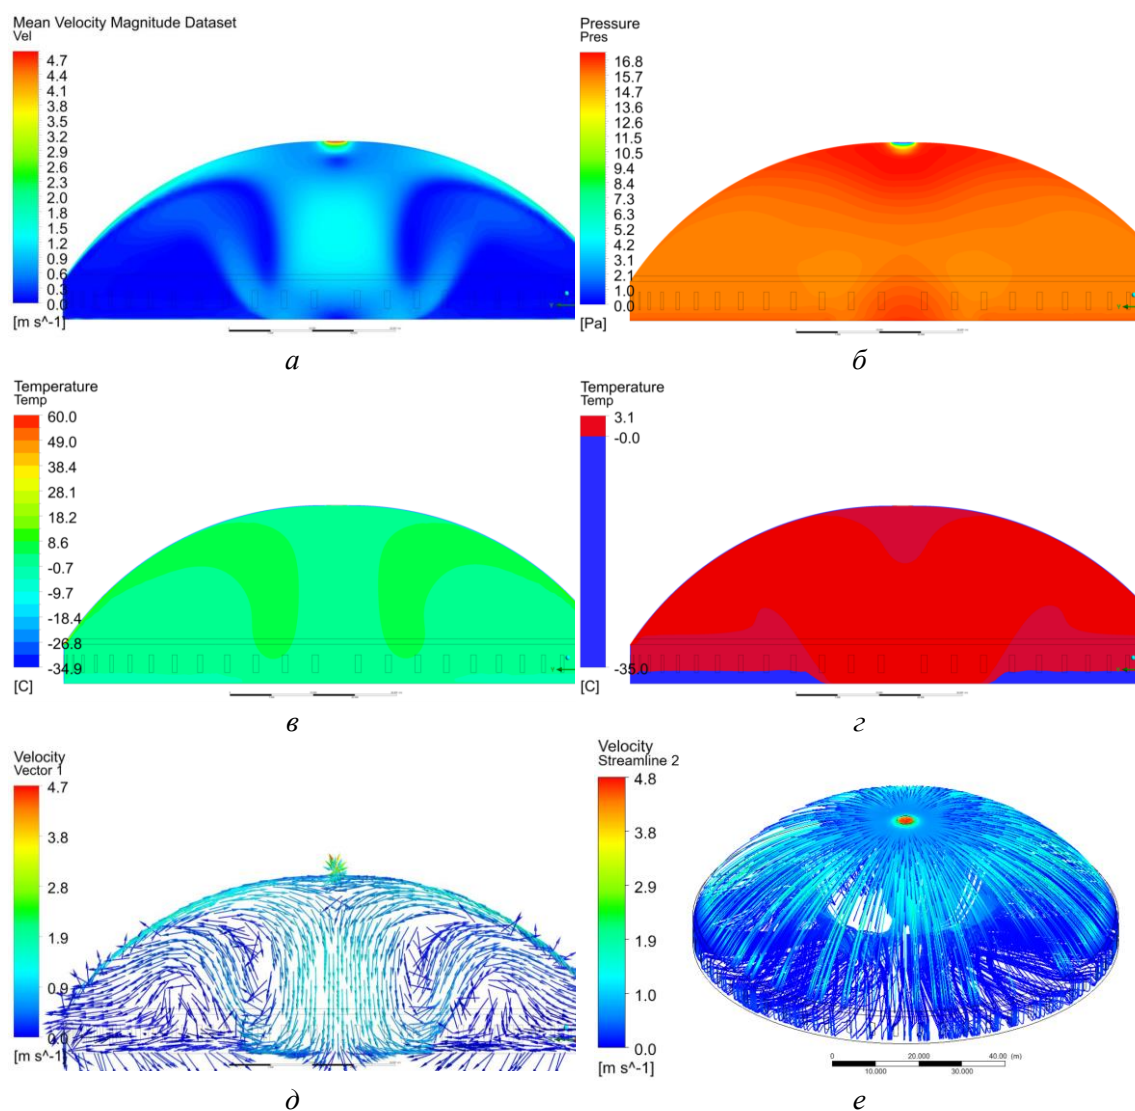 Mean Velocity Magnitude Dataset
Vel
4.7
4.4
4.1
3.8
3.5
3.2
2.9
2.6
2.3
2.0
1.8
1.5
1.2
0.9
0.6
0.3
0.0
[m s^-1]
а
Pressure
Pres
16.8
15.7
14.7
13.6
12.6
11.5
10.5
9.4
8.4
7.3
6.3
5.2
4.2
3.1
2.1
1.0
0.0
[Pa]
б
Temperature
Temp
60.0
49.0
38.4
28.1
18.2
8.6
-0.7
-9.7
-18.4
-26.8
-34.9
[C]
в
Temperature
Temp
3.1
-0.0
-35.0
[C]
г
Velocity
Vector 1
4.7
3.8
2.8
1.9
0.9
0.0
[m s^-1]
д
Velocity
Streamline 2
4.8
3.8
2.9
1.9
1.0
0.0
[m s^-1]
0 20.000 40.00 (m)
10.000 30.000
е